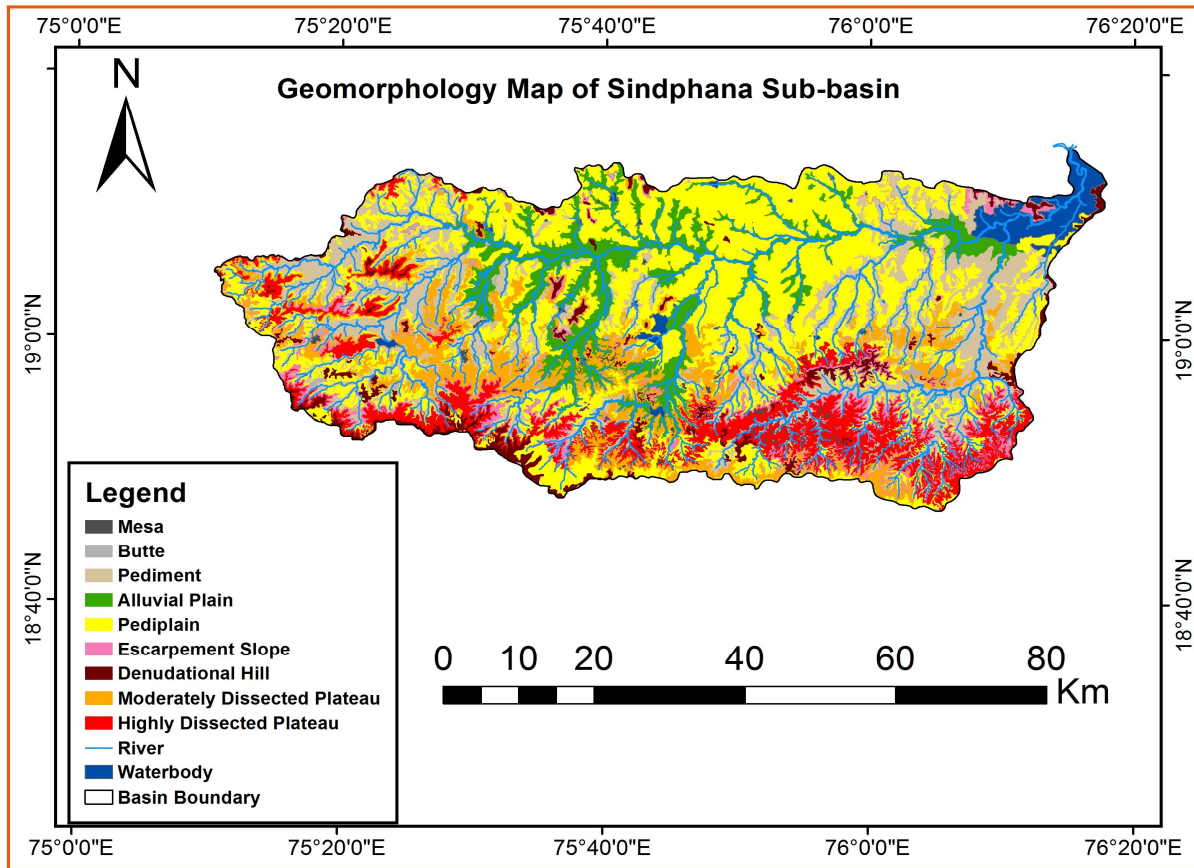 75°0'0"E 75°20'0"E 75°40'0"E 76°0'0"E 76°20'0"E
N
Geomorphology Map of Sindphana Sub-basin
19°0'0"N
19°0'0"N
18°40'0"N
18°40'0"N
Legend
Mesa
Butte
Pediment
Alluvial Plain
Pediplain
Escarpement Slope
Denudational Hill
Moderately Dissected Plateau
Highly Dissected Plateau
River
Waterbody
Basin Boundary
0 10 20 40 60 80
Km
75°0'0"E 75°20'0"E 75°40'0"E 76°0'0"E 76°20'0"E